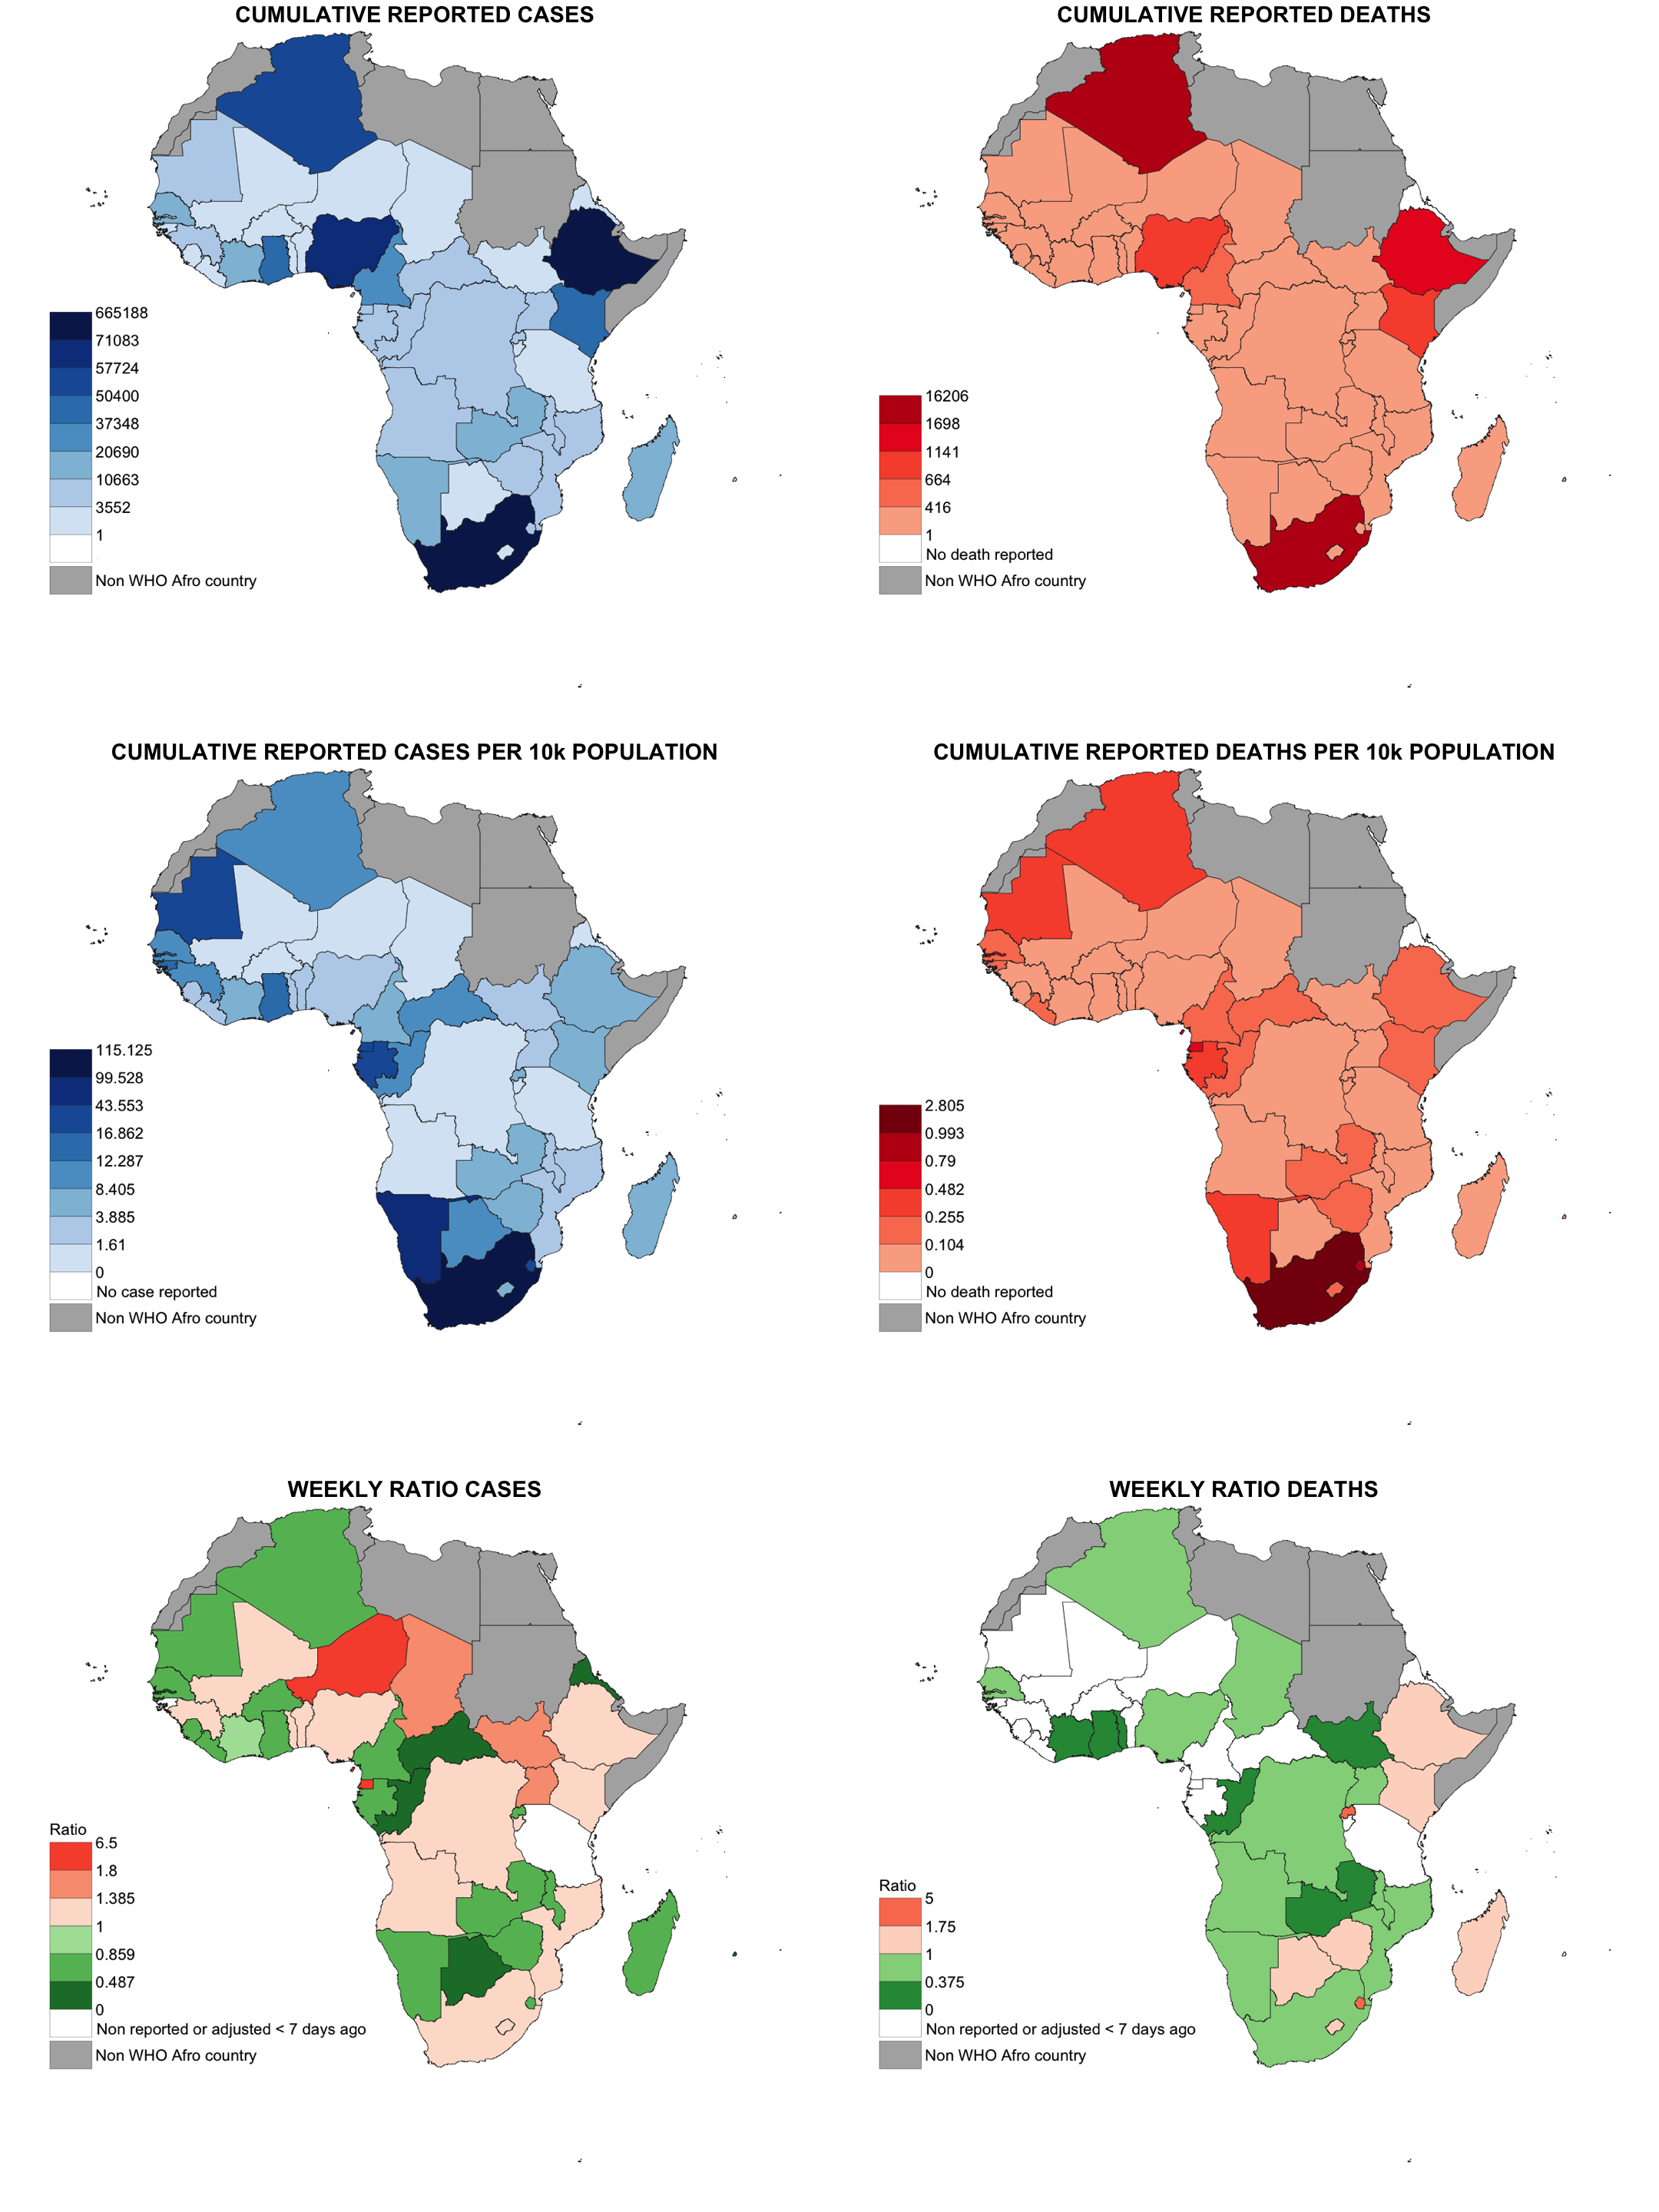 CUMULATIVE REPORTED CASES
665188
71083
57724
50400
37348
20690
10663
3552
1
Non WHO Afro country
CUMULATIVE REPORTED DEATHS
16206
1698
1141
664
416
1
No death reported
Non WHO Afro country
CUMULATIVE REPORTED CASES PER 10k POPULATION
115.125
99.528
43.553
16.862
12.287
8.405
3.885
1.61
0
No case reported
Non WHO Afro country
CUMULATIVE REPORTED DEATHS PER 10k POPULATION
2.805
0.993
0.79
0.482
0.255
0.104
0
No death reported
Non WHO Afro country
WEEKLY RATIO CASES
Ratio
6.5
1.8
1.385
1
0.859
0.487
0
Non reported or adjusted < 7 days ago
Non WHO Afro country
WEEKLY RATIO DEATHS
Ratio
5
1.75
1
0.375
0
Non reported or adjusted < 7 days ago
Non WHO Afro country